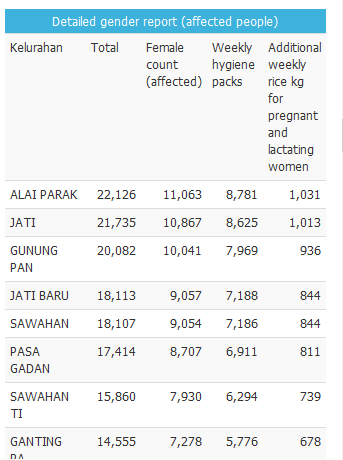 Detailed gender report (affected people)
Kelurahan Total Female count (affected) Weekly hygiene packs Additional weekly rice kg for pregnant and lactating women
ALAI PARAK 22,126 11,063 8,781 1,031
JATI 21,735 10,867 8,625 1,013
GUNUNG PAN 20,082 10,041 7,969 936
JATI BARU 18,113 9,057 7,188 844
SAWAHAN 18,107 9,054 7,186 844
PASA GADAN 17,414 8,707 6,911 811
SAWAHAN TI 15,860 7,930 6,294 739
GANTING 14,555 7,278 5,776 678